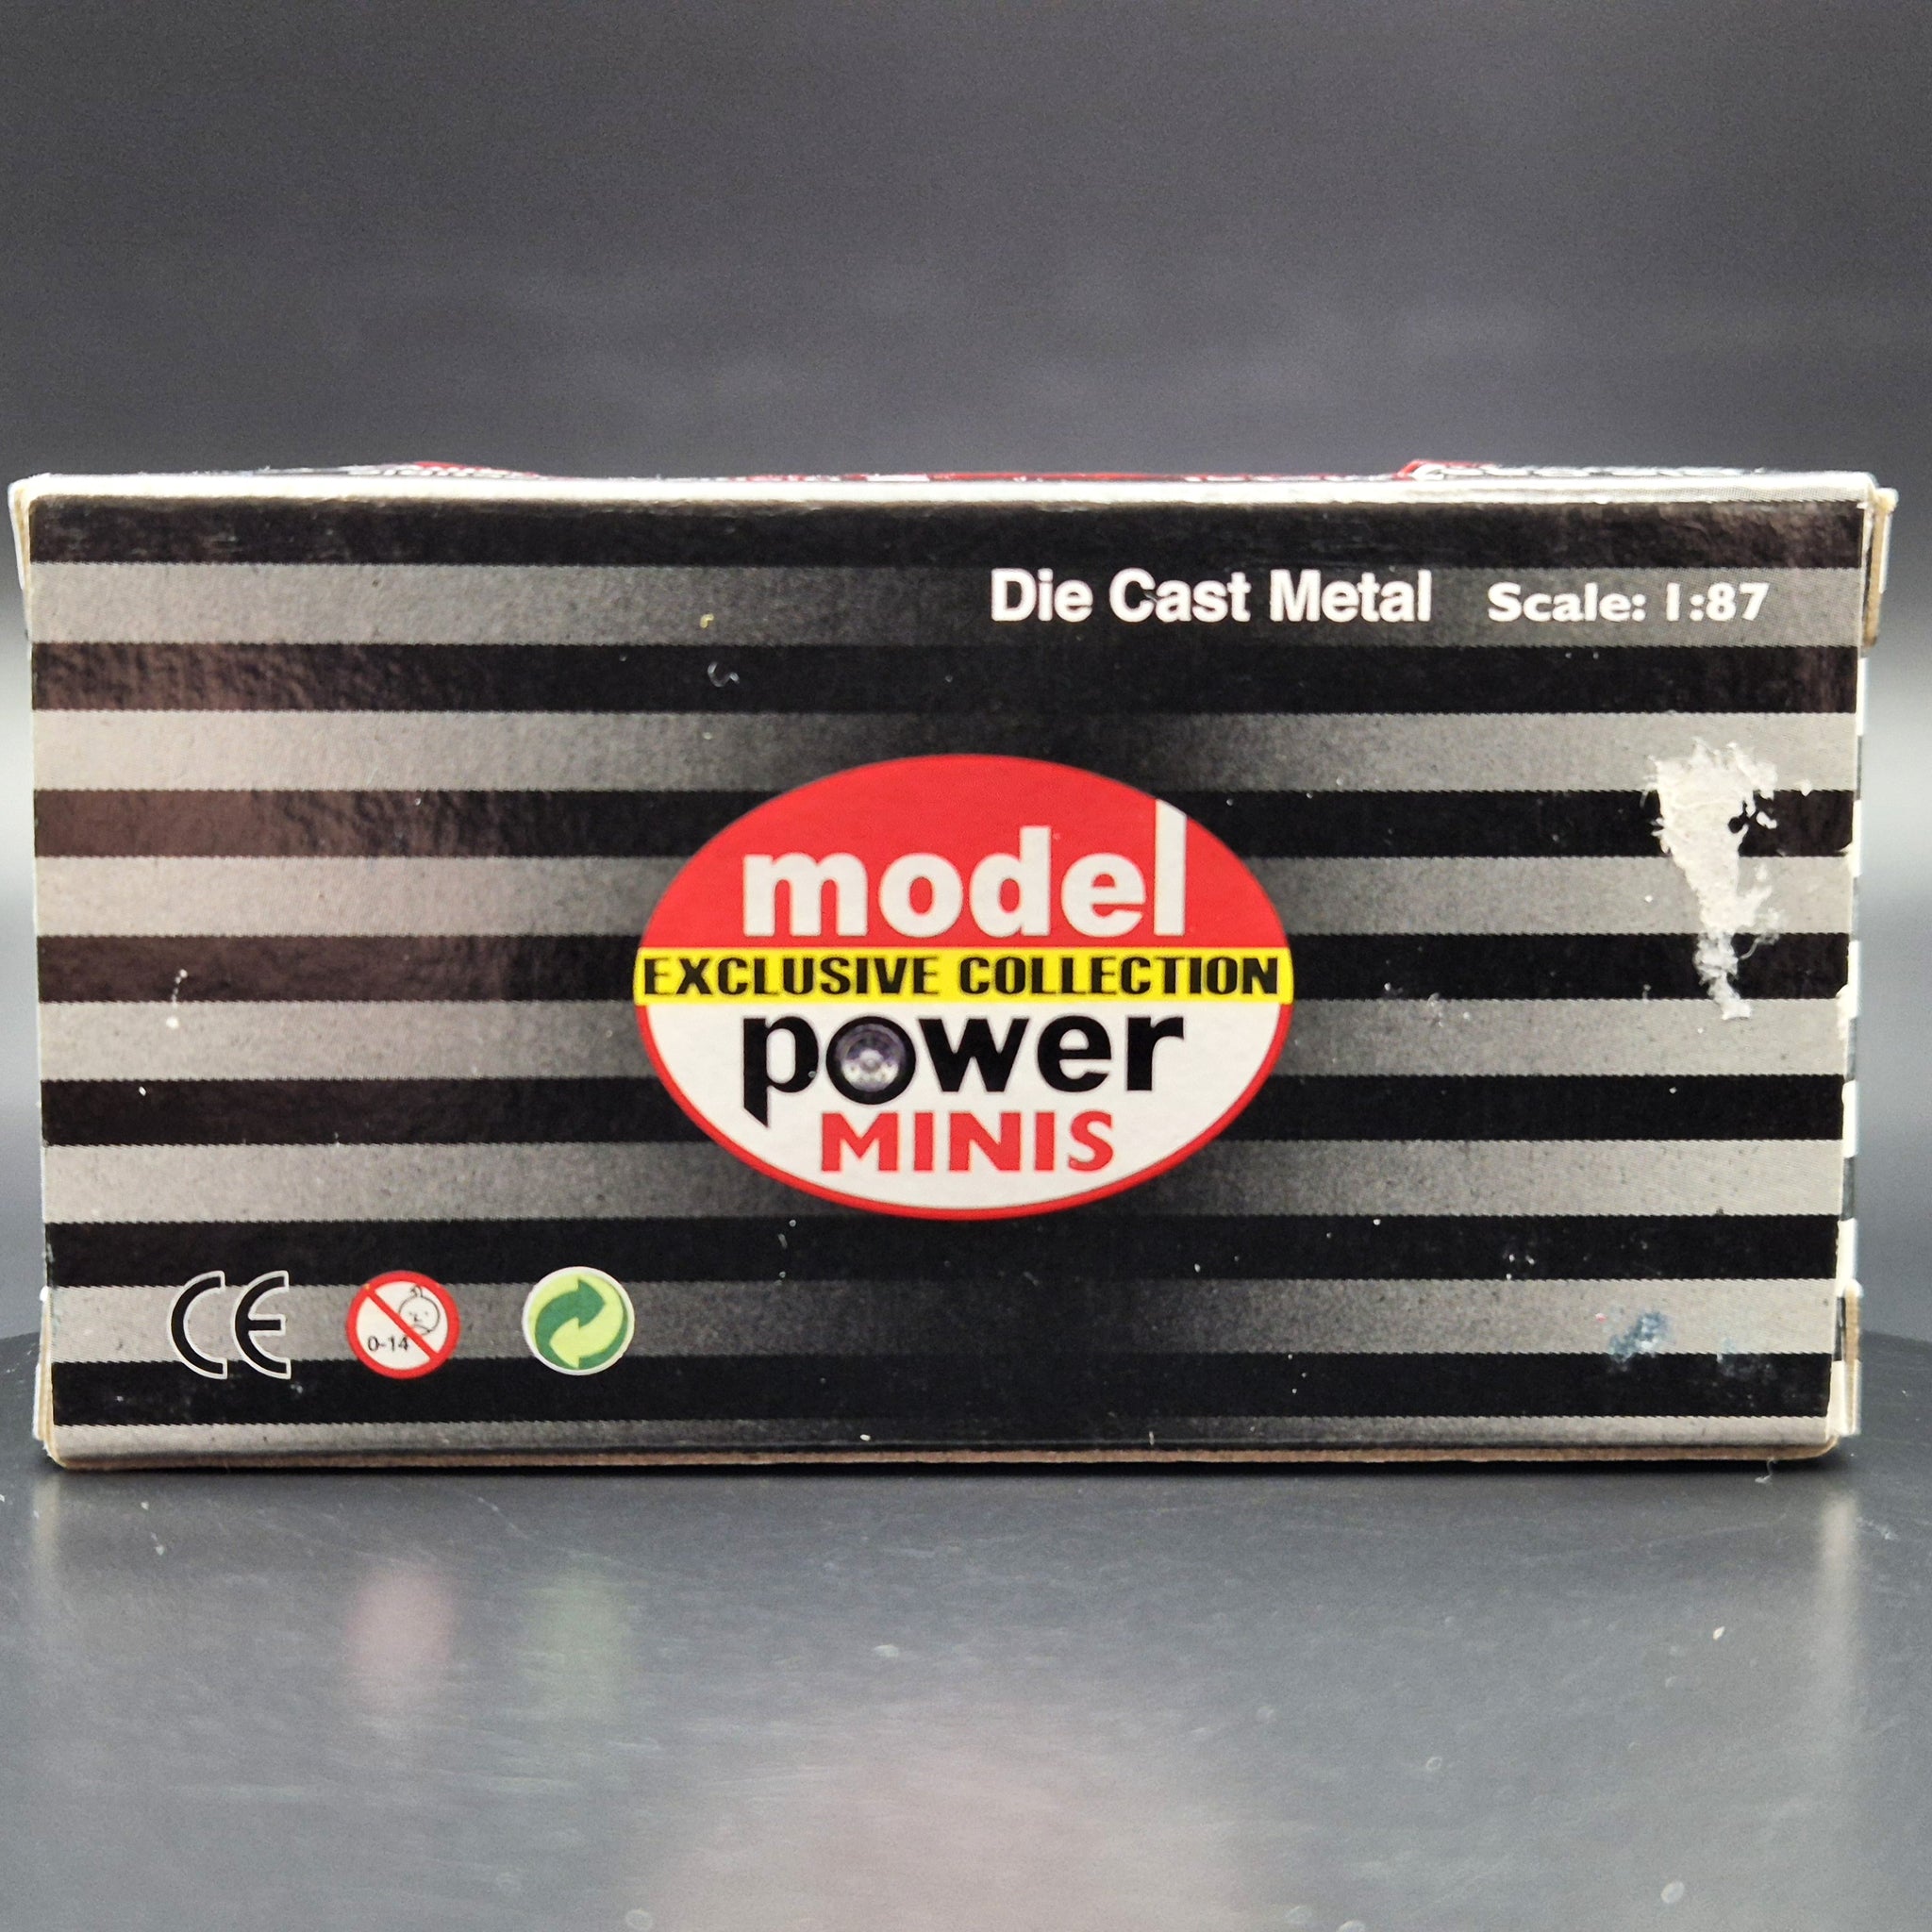 Die Cast Metal Scale: 1:87
model
EXCLUSIVE COLLECTION
power
MINIS
CE
0-14